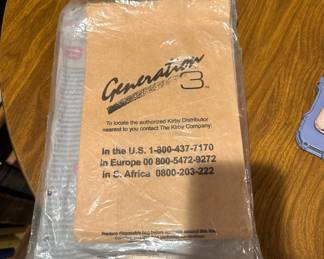 Generation 3
To locate the authorized Kirby Distributor
nearest to you contact The Kirby Company:
In the U.S. 1-800-437-7170
In Europe 00 800-5472-9272
In S. Africa 0800-203-222